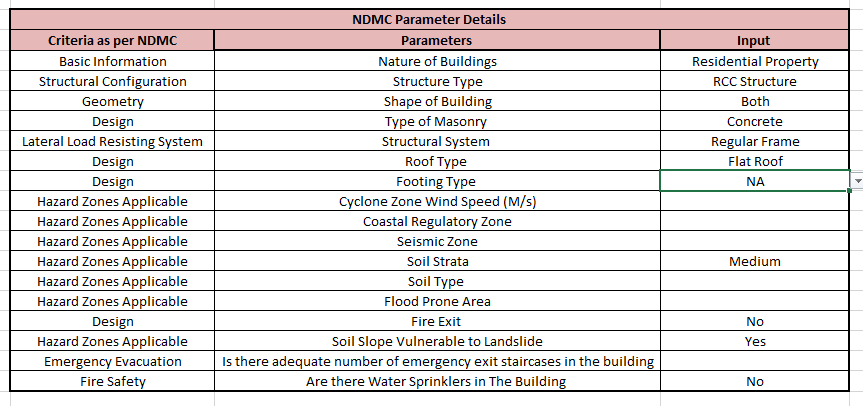 NDMC Parameter Details
Criteria as per NDMC Parameters Input
Basic Information Nature of Buildings Residential Property
Structural Configuration Structure Type RCC Structure
Geometry Shape of Building Both
Design Type of Masonry Concrete
Lateral Load Resisting System Structural System Regular Frame
Design Roof Type Flat Roof
Design Footing Type NA
Hazard Zones Applicable Cyclone Zone Wind Speed (M/s)
Hazard Zones Applicable Coastal Regulatory Zone
Hazard Zones Applicable Seismic Zone
Hazard Zones Applicable Soil Strata Medium
Hazard Zones Applicable Soil Type
Hazard Zones Applicable Flood Prone Area
Design Fire Exit No
Hazard Zones Applicable Soil Slope Vulnerable to Landslide Yes
Emergency Evacuation Is there adequate number of emergency exit staircases in the building
Fire Safety Are there Water Sprinklers in The Building No